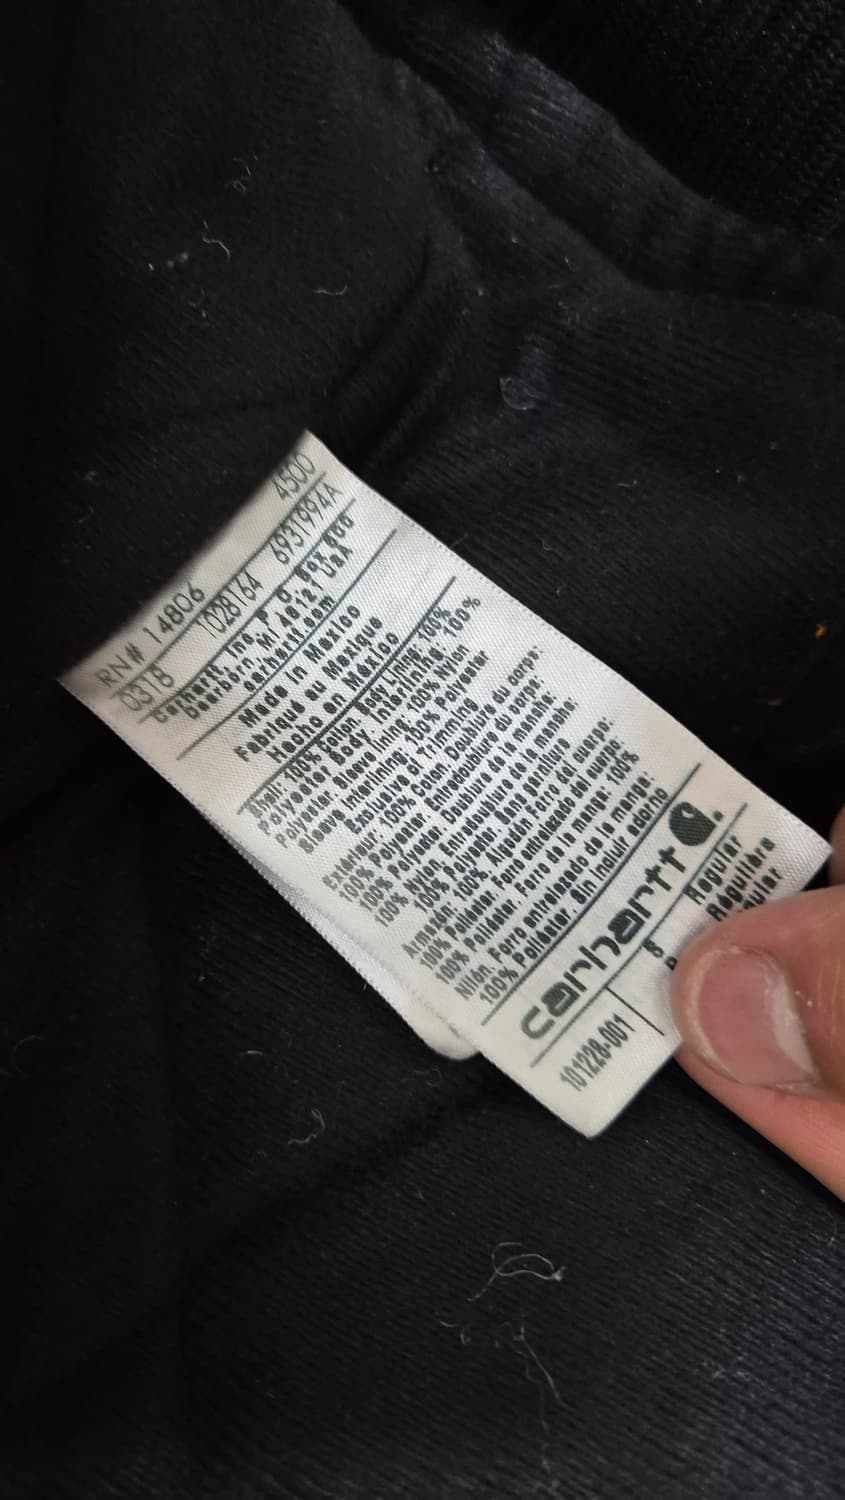 RN# 14806 4500
0318 1028164 6931994A
Carhartt, Inc. P. O. Box 600
Dearborn, MI 48121 USA
carhartt.com
Made in Mexico
Fabriqué au Mexique
Hecho en Mexico
Shell: 100% Cotton. Body Lining: 100%
Polyester Body Interlining: 100%
Polyester. Sleeve lining: 100% Nylon
Sleeve Interlining: 100% Polyester
Exclusive of Trimming
Extérieur: 100% Coton. Doublure du corps:
100% Polyester. Entredoublure du corps:
100% Polyester. Doublure de la manche:
100% Nylon. Entredoublure de la manche:
100% Polyester. Sans garniture
Armazón: 100%. Algodón Forro del cuerpo:
100% Poliéster. Forro entrelazado del cuerpo:
100% Poliéster. Forro de la manga: 100%
Nilón. Forro entrelazado de la manga:
100% Poliéster. Sin Incluir adorno
carhartt
101228-001
S Regular
Régulière